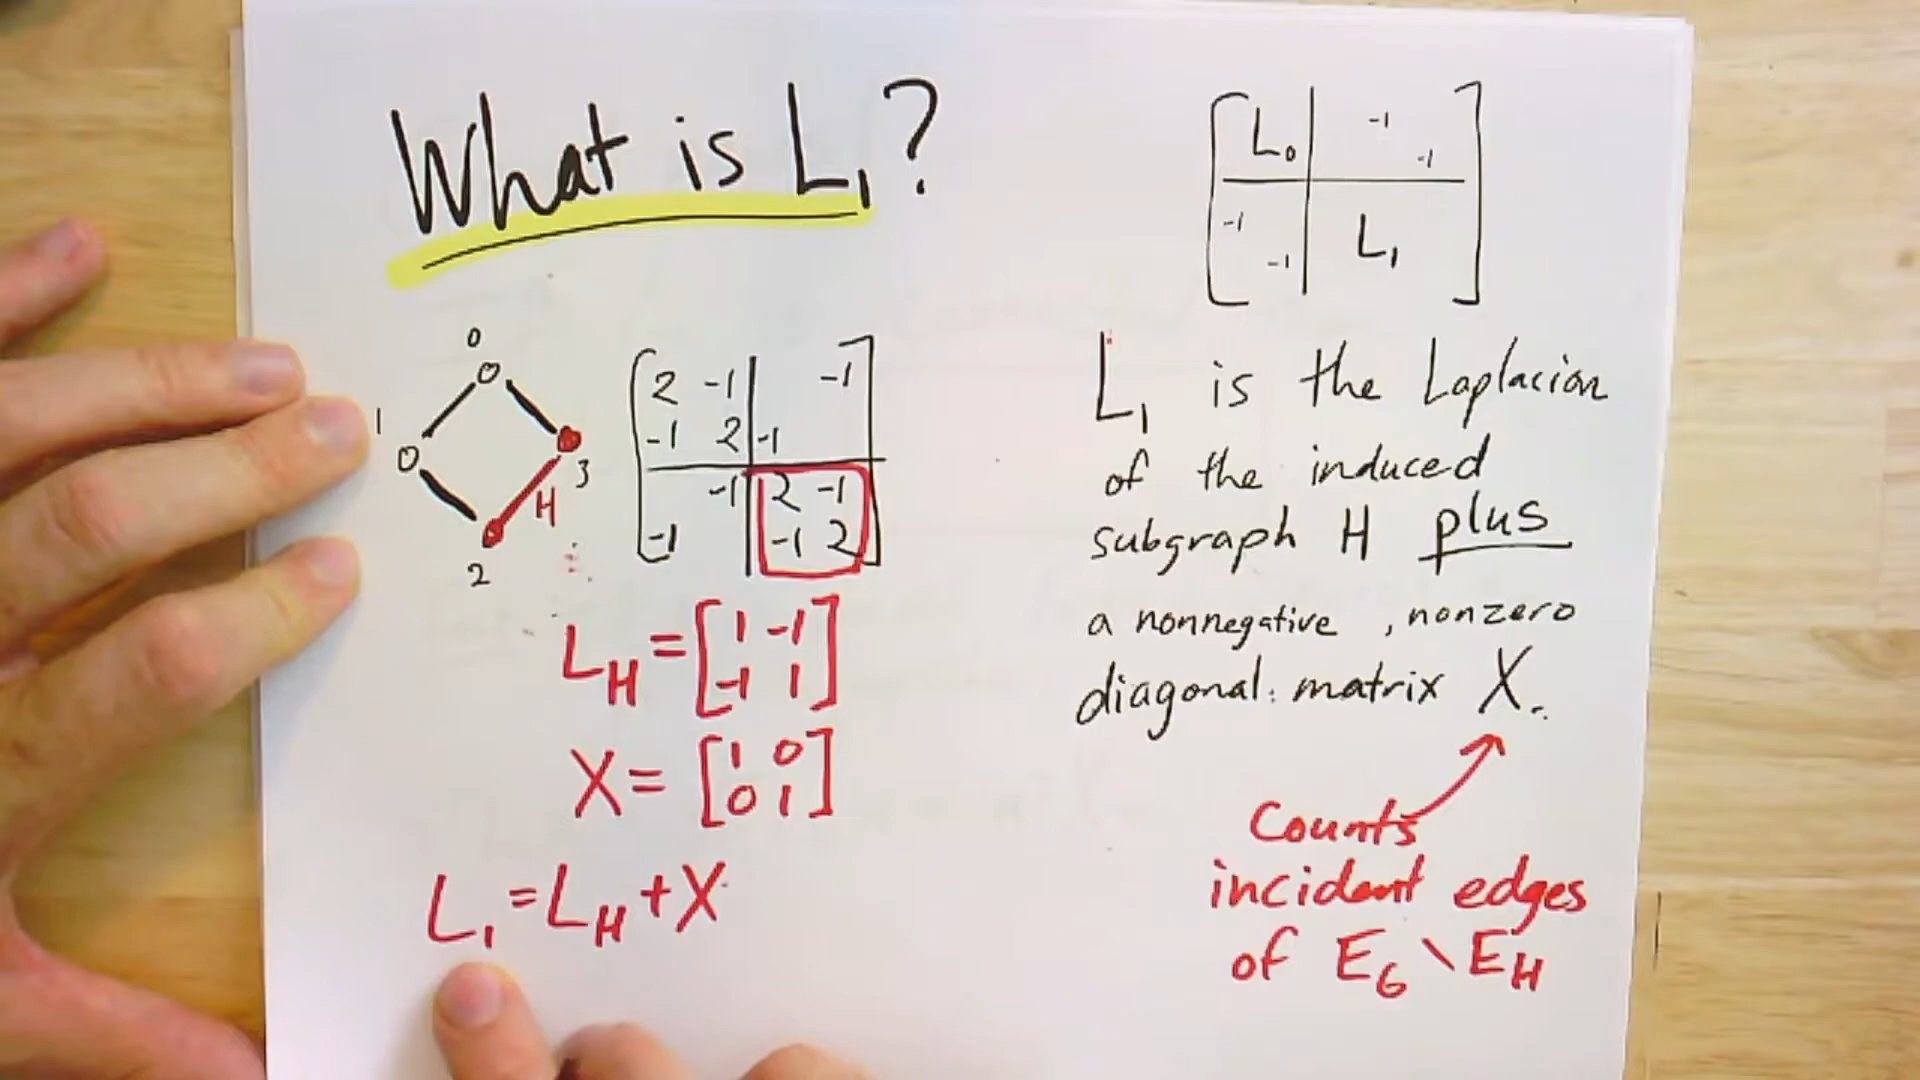 What is L₁?
L₀ -1
-1
-1
-1 L₁
0
1
3
2
H
2 -1 -1
-1 2 -1
-1 2 -1
-1 -1 2
L_H = [1 -1
-1 1]
X = [1 0
0 1]
L₁ = L_H + X
L₁ is the Laplacian
of the induced
subgraph H plus
a nonnegative, nonzero
diagonal matrix X.
Counts
incident edges
of E_G \ E_H